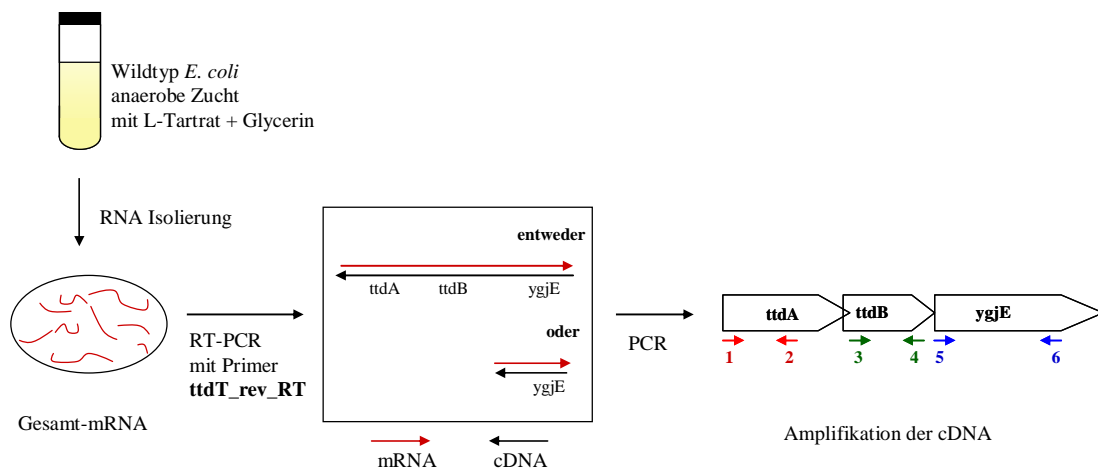 Wildtyp E. coli
anaerobe Zucht
mit L-Tartrat + Glycerin
RNA Isolierung
Gesamt-mRNA
RT-PCR
mit Primer
ttdT_rev_RT
entweder
ttdA ttdB ygjE
oder
ygjE
mRNA cDNA
PCR
ttdA ttdB ygjE
1 2 3 4 5 6
Amplifikation der cDNA